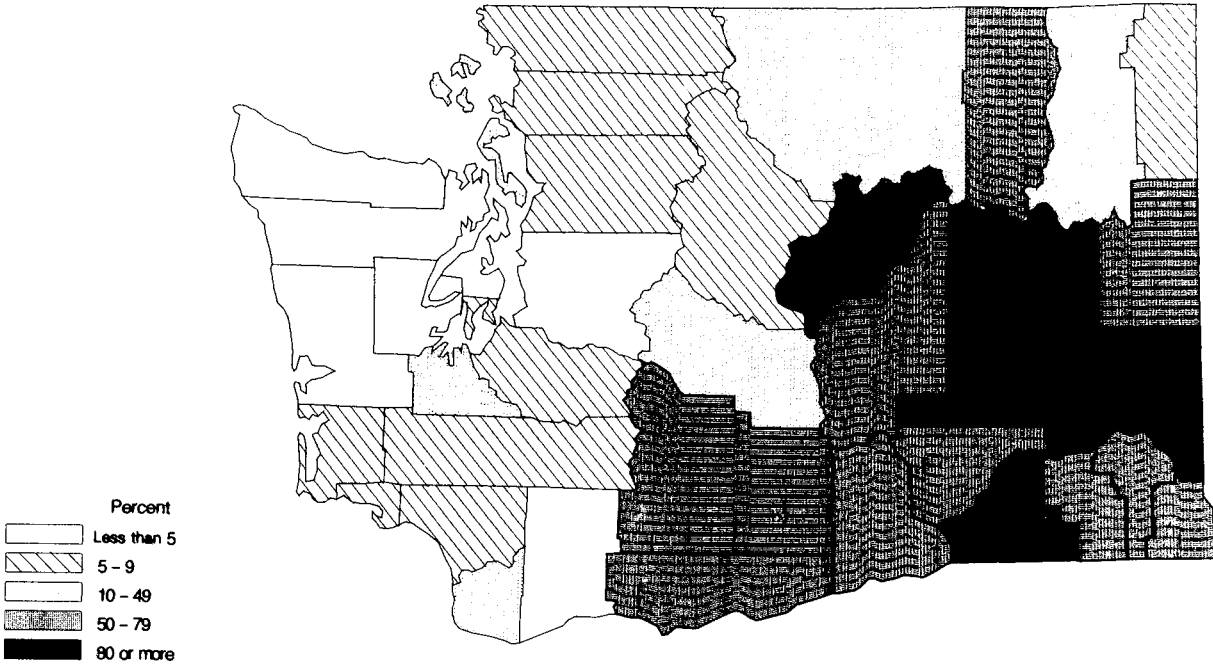 Percent
Less than 5
5 - 9
10 - 49
50 - 79
80 or more